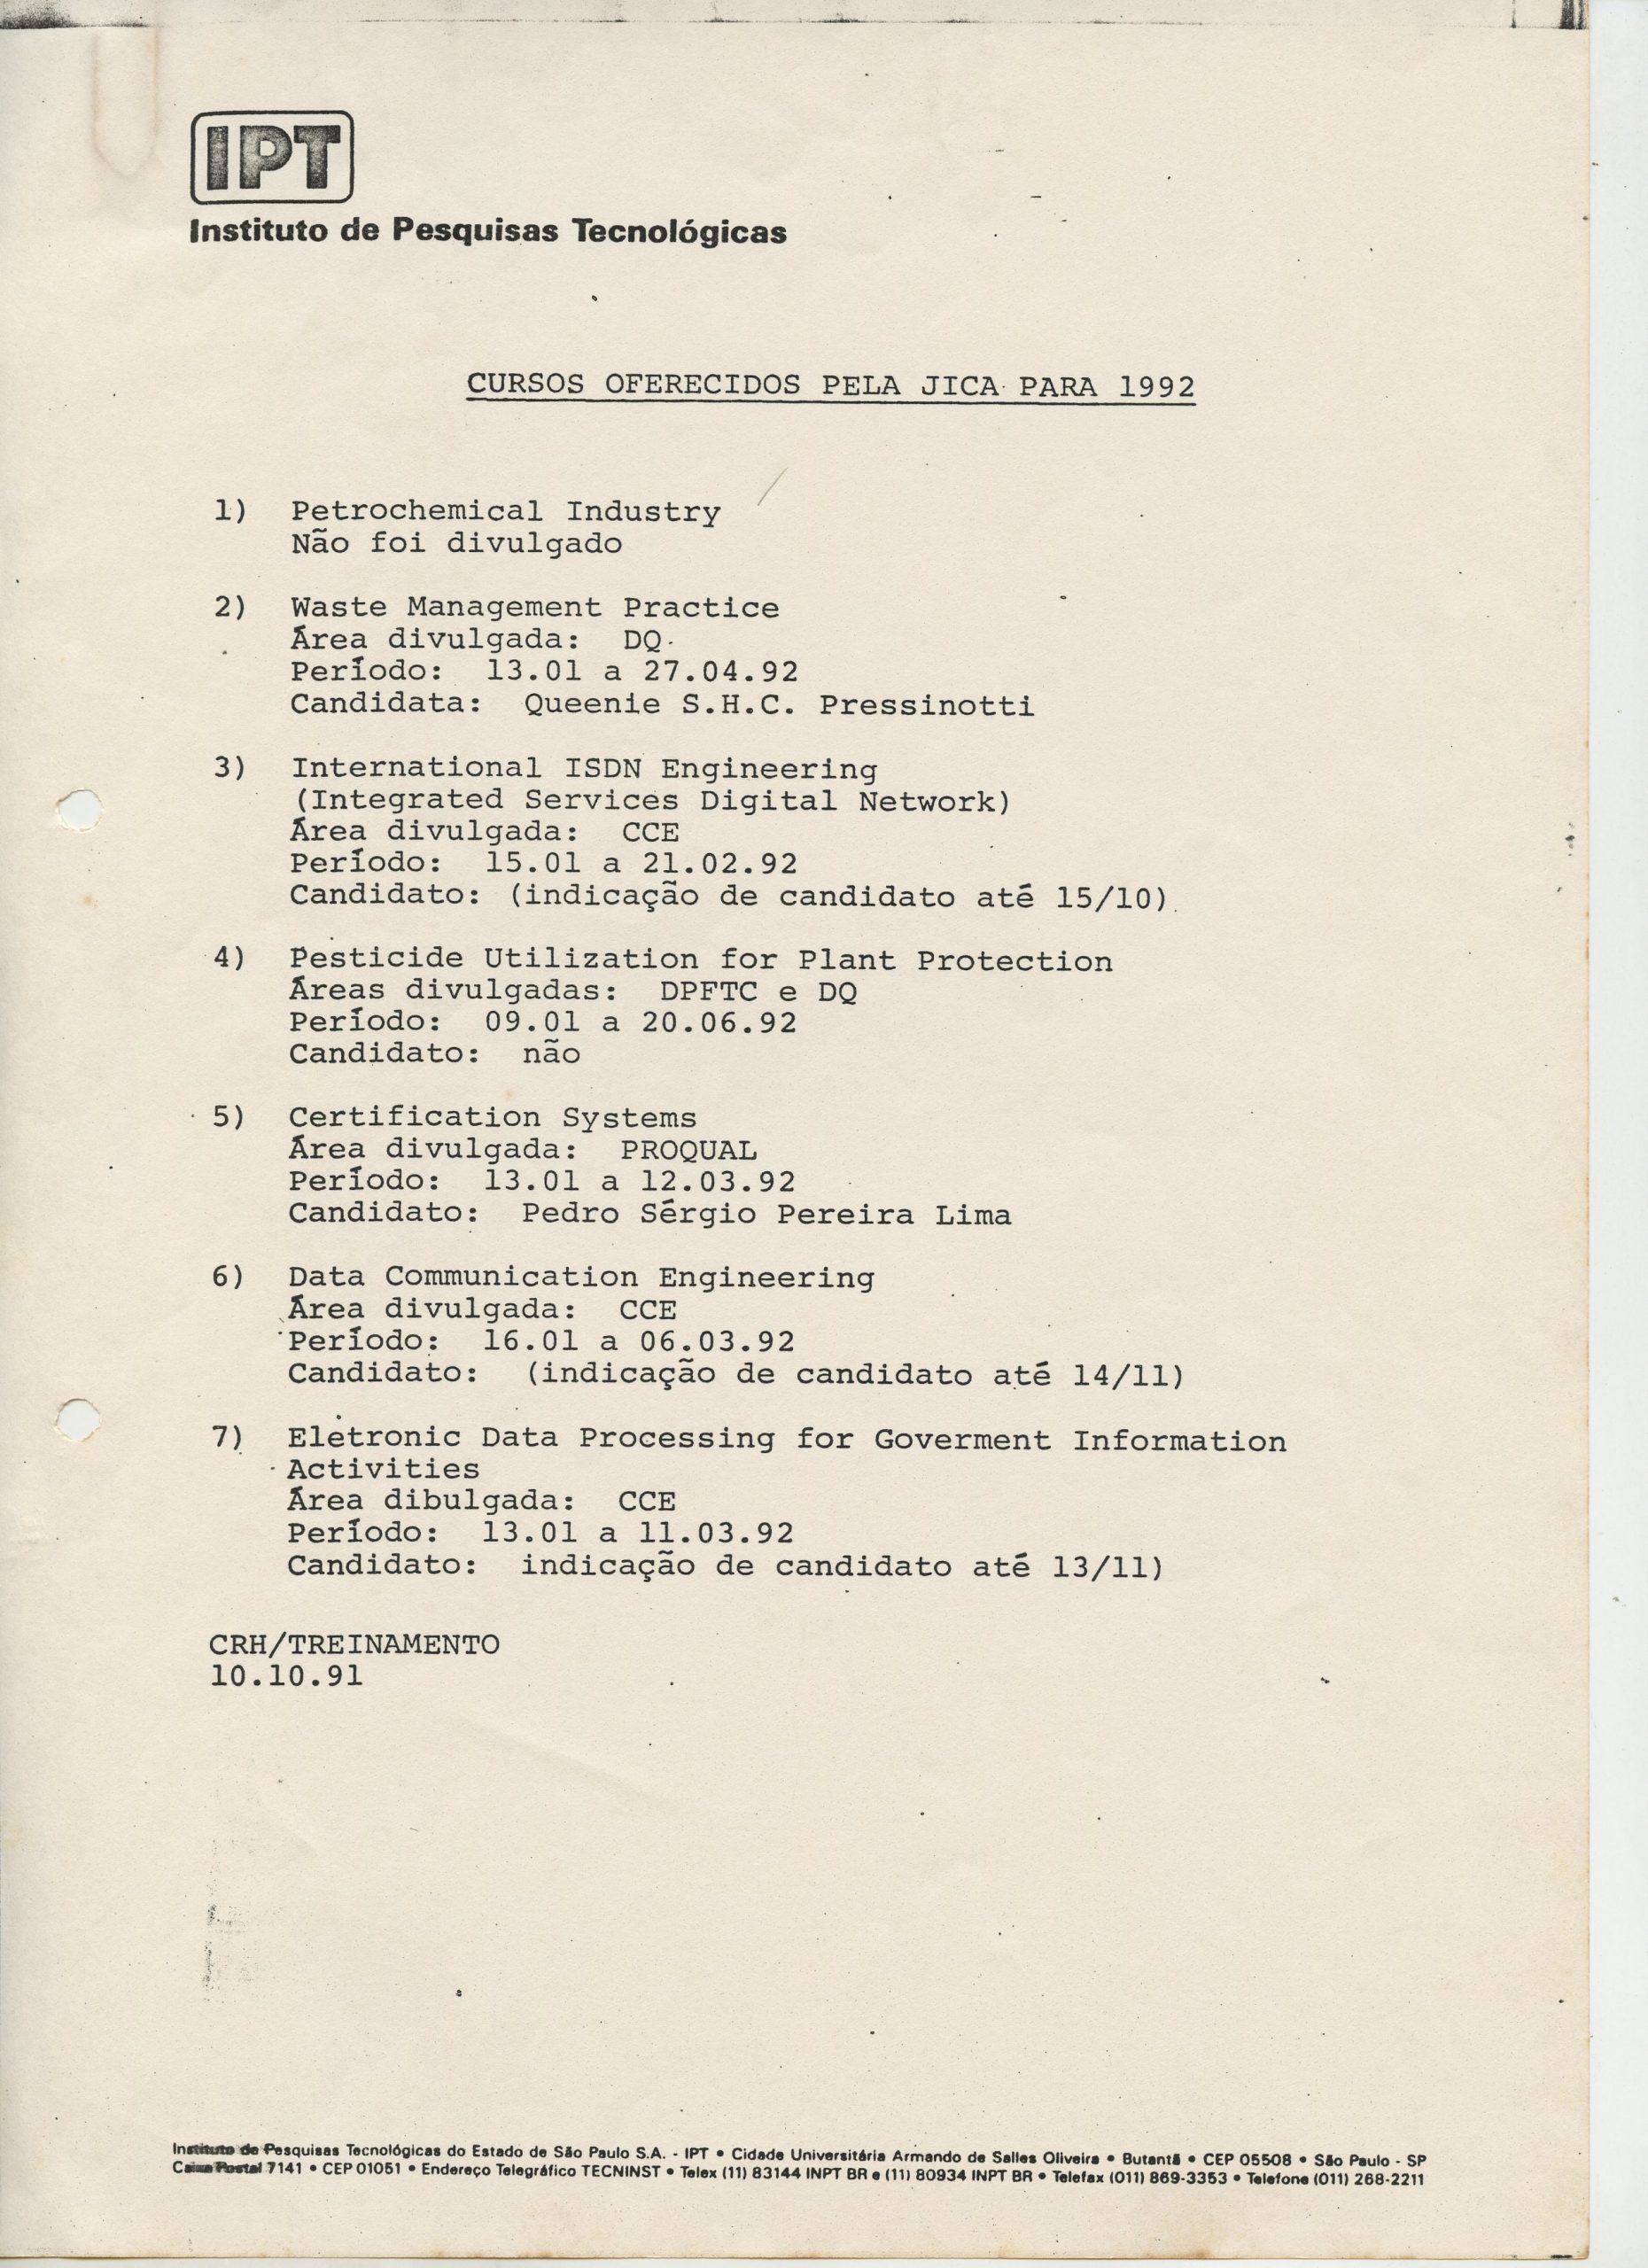 IPT
Instituto de Pesquisas Tecnológicas
CURSOS OFERECIDOS PELA JICA PARA 1992
1) Petrochemical Industry
Não foi divulgado
2) Waste Management Practice
Área divulgada: DQ
Período: 13.01 a 27.04.92
Candidata: Queenie S.H.C. Pressinotti
3) International ISDN Engineering
(Integrated Services Digital Network)
Área divulgada: CCE
Período: 15.01 a 21.02.92
Candidato: (indicação de candidato até 15/10)
4) Pesticide Utilization for Plant Protection
Áreas divulgadas: DPFTC e DQ
Período: 09.01 a 20.06.92
Candidato: não
5) Certification Systems
Área divulgada: PROQUAL
Período: 13.01 a 12.03.92
Candidato: Pedro Sérgio Pereira Lima
6) Data Communication Engineering
Área divulgada: CCE
Período: 16.01 a 06.03.92
Candidato: (indicação de candidato até 14/11)
7) Eletronic Data Processing for Goverment Information
Activities
Área dibulgada: CCE
Período: 13.01 a 11.03.92
Candidato: indicação de candidato até 13/11)
CRH/TREINAMENTO
10.10.91
Instituto de Pesquisas Tecnológicas do Estado de São Paulo S.A. - IPT • Cidade Universitária Armando de Salles Oliveira • Butantã • CEP 05508 • São Paulo - SP
Caixa Postal 7141 • CEP 01051 • Endereço Telegráfico TECNINST • Telex (11) 83144 INPT BR e (11) 80934 INPT BR • Telefax (011) 869-3353 • Telefone (011) 268-2211